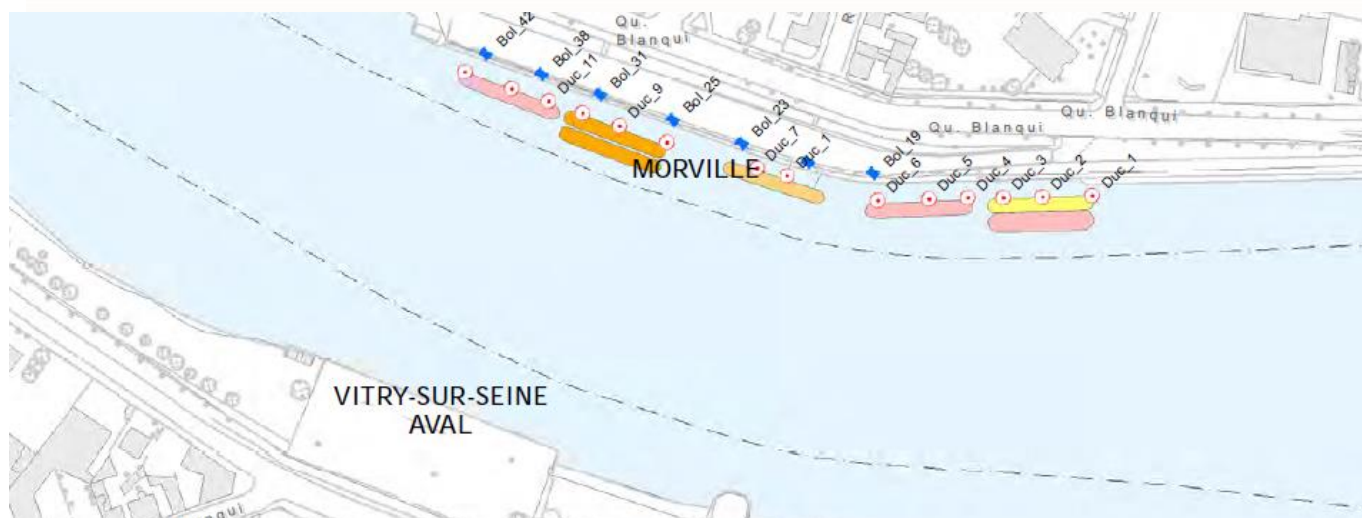 Qu.
Blanqui
R
Bol_42
Bol_38
Duc_11
Bol_31
Duc_9
Bol_25
Bol_23
Duc_7
Duc_1
Bol_19
Qu. Blanqui
Qu. Blanqui
Duc_6
Duc_5
Duc_4
Duc_3
Duc_2
Duc_1
MORVILLE
VITRY-SUR-SEINE
AVAL